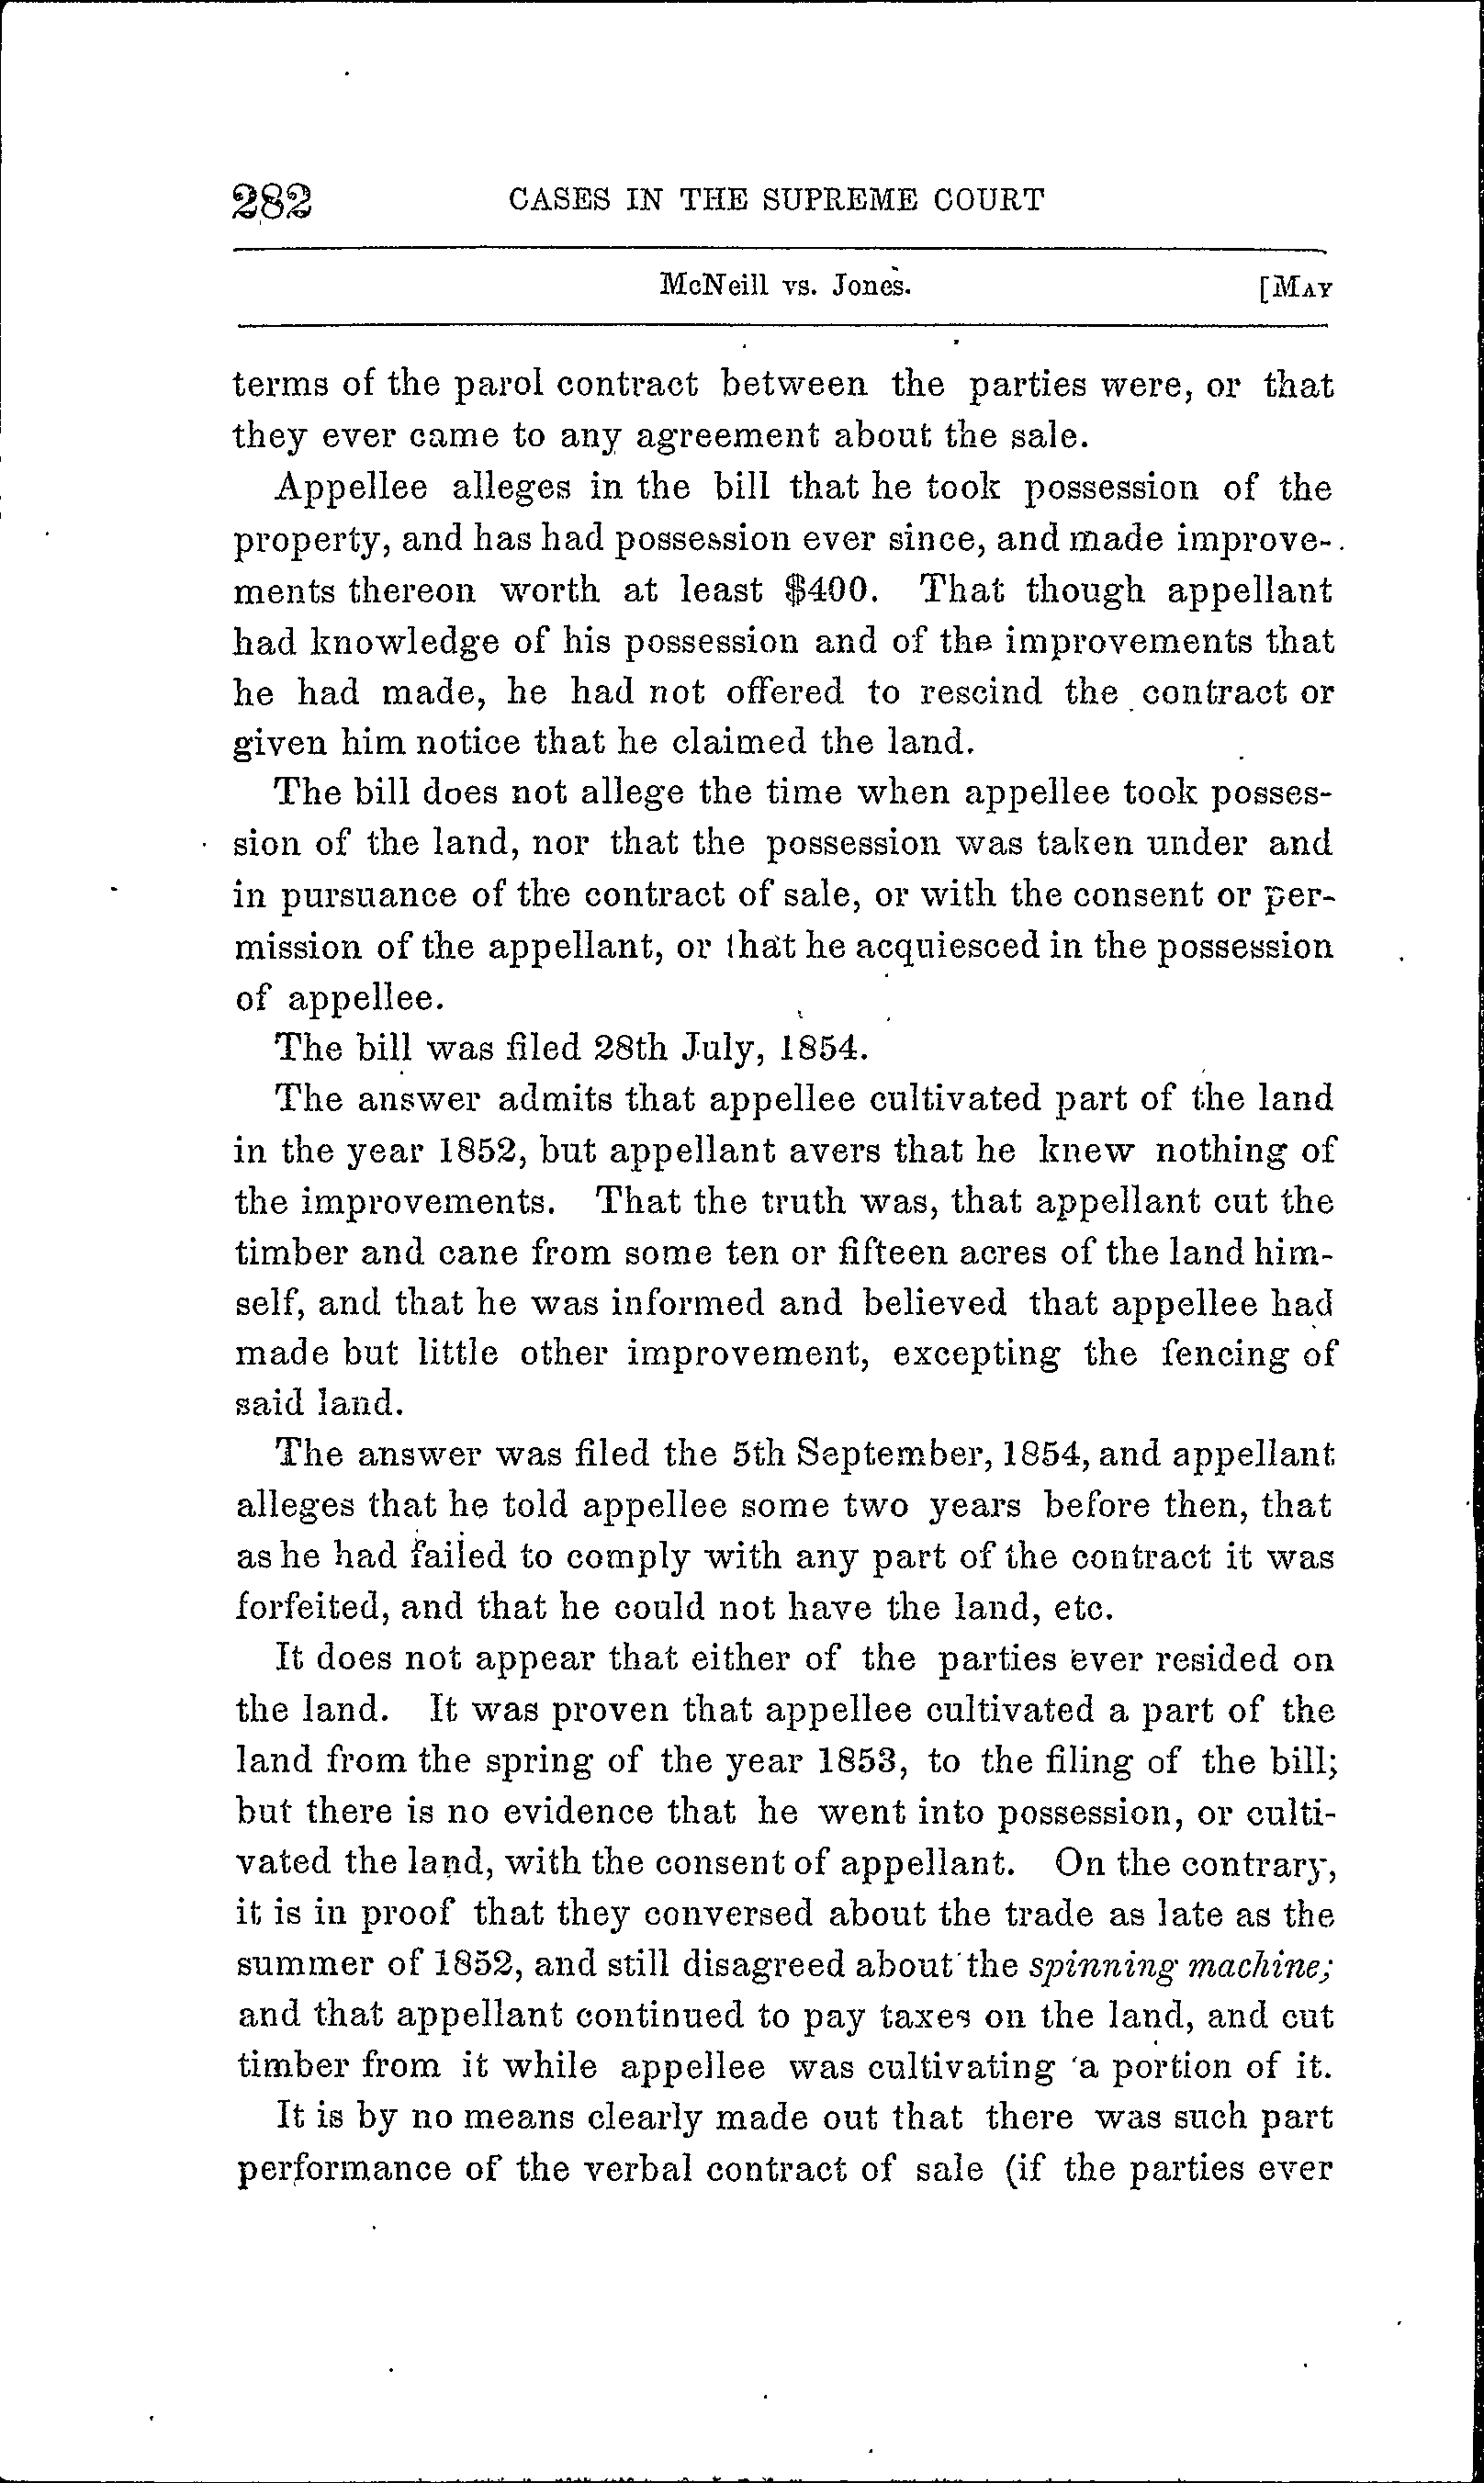 282 CASES IN THE SUPREME COURT
McNeill vs. Jones. [MAY
terms of the parol contract between the parties were, or that
they ever came to any agreement about the sale.
Appellee alleges in the bill that he took possession of the
property, and has had possession ever since, and made improve-
ments thereon worth at least $400. That though appellant
had knowledge of his possession and of the improvements that
he had made, he had not offered to rescind the contract or
given him notice that he claimed the land.
The bill does not allege the time when appellee took posses-
sion of the land, nor that the possession was taken under and
in pursuance of the contract of sale, or with the consent or per-
mission of the appellant, or that he acquiesced in the possession
of appellee.
The bill was filed 28th July, 1854.
The answer admits that appellee cultivated part of the land
in the year 1852, but appellant avers that he knew nothing of
the improvements. That the truth was, that appellant cut the
timber and cane from some ten or fifteen acres of the land him-
self, and that he was informed and believed that appellee had
made but little other improvement, excepting the fencing of
said land.
The answer was filed the 5th September, 1854, and appellant
alleges that he told appellee some two years before then, that
as he had failed to comply with any part of the contract it was
forfeited, and that he could not have the land, etc.
It does not appear that either of the parties ever resided on
the land. It was proven that appellee cultivated a part of the
land from the spring of the year 1853, to the filing of the bill;
but there is no evidence that he went into possession, or culti-
vated the land, with the consent of appellant. On the contrary,
it is in proof that they conversed about the trade as late as the
summer of 1852, and still disagreed about the spinning machine;
and that appellant continued to pay taxes on the land, and cut
timber from it while appellee was cultivating a portion of it.
It is by no means clearly made out that there was such part
performance of the verbal contract of sale (if the parties ever